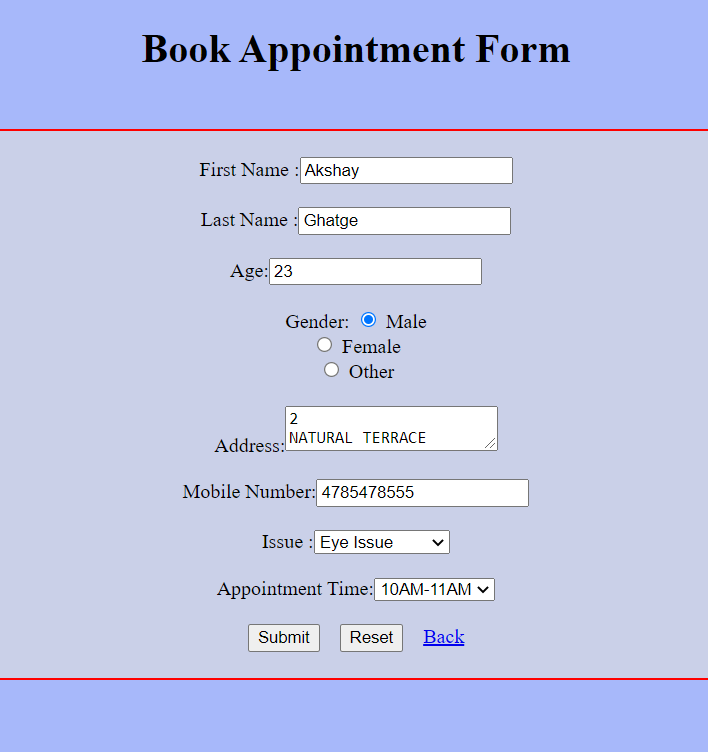 Book Appointment Form
First Name : Akshay
Last Name : Ghatge
Age: 23
Gender: Male
Female
Other
Address: 2
NATURAL TERRACE
Mobile Number: 4785478555
Issue : Eye Issue
Appointment Time: 10AM-11AM
Submit Reset Back